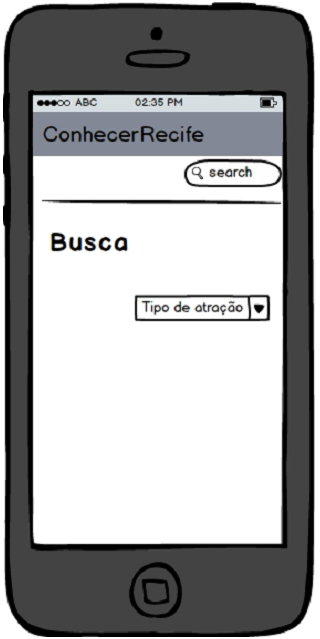 ABC 02:35 PM
ConhecerRecife
search
Busca
Tipo de atração